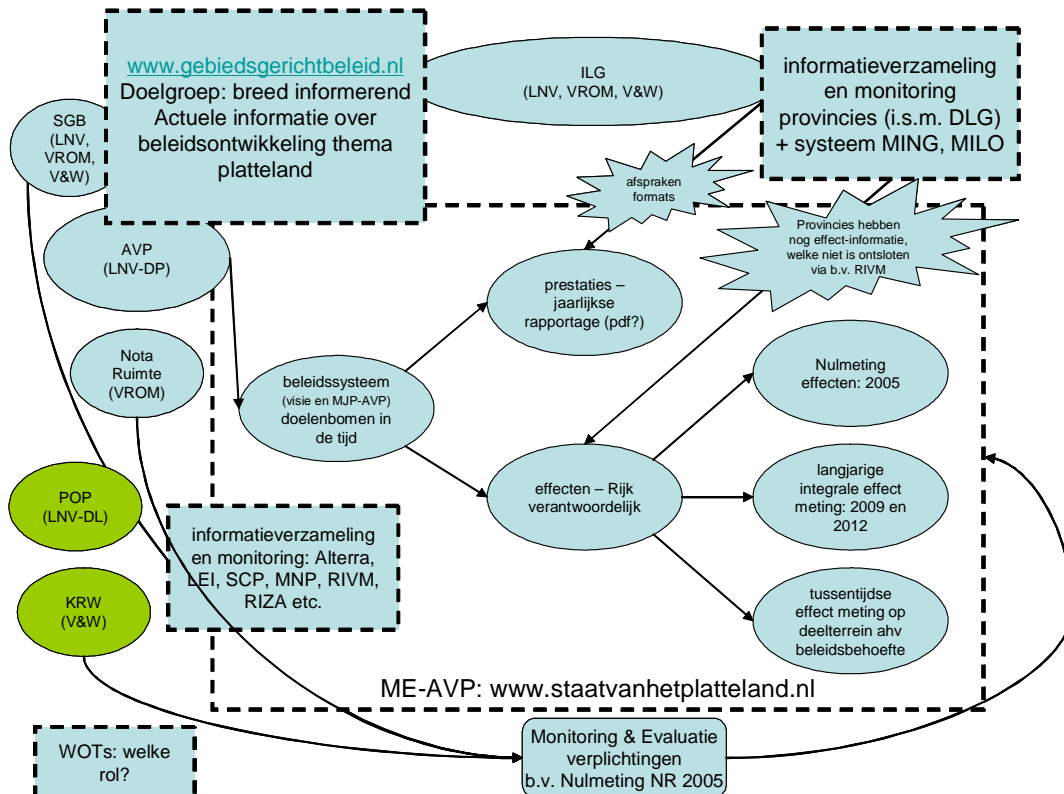 www.gebiedsgerichtbeleid.nl
Doelgroep: breed informerend
Actuele informatie over
beleidsontwikkeling thema
platteland
ILG
(LNV, VROM, V&W)
informatieverzameling
en monitoring
provincies (i.s.m. DLG)
+ systeem MING, MILO
SGB
(LNV,
VROM,
V&W)
afspraken
formats
Provincies hebben
nog effect-informatie,
welke niet is ontsloten
via b.v. RIVM
AVP
(LNV-DP)
prestaties –
jaarlijkse
rapportage (pdf?)
Nota
Ruimte
(VROM)
beleidssysteem
(visie en MJP-AVP)
doelenbomen in
de tijd
Nulmeting
effecten: 2005
POP
(LNV-DL)
effecten – Rijk
verantwoordelijk
langjarige
integrale effect
meting: 2009 en
2012
informatieverzameling
en monitoring: Alterra,
LEI, SCP, MNP, RIVM,
RIZA etc.
KRW
(V&W)
tussentijdse
effect meting op
deelterrein ahv
beleidsbehoefte
ME-AVP: www.staatvanhetplatteland.nl
WOTs: welke
rol?
Monitoring & Evaluatie
verplichtingen
b.v. Nulmeting NR 2005